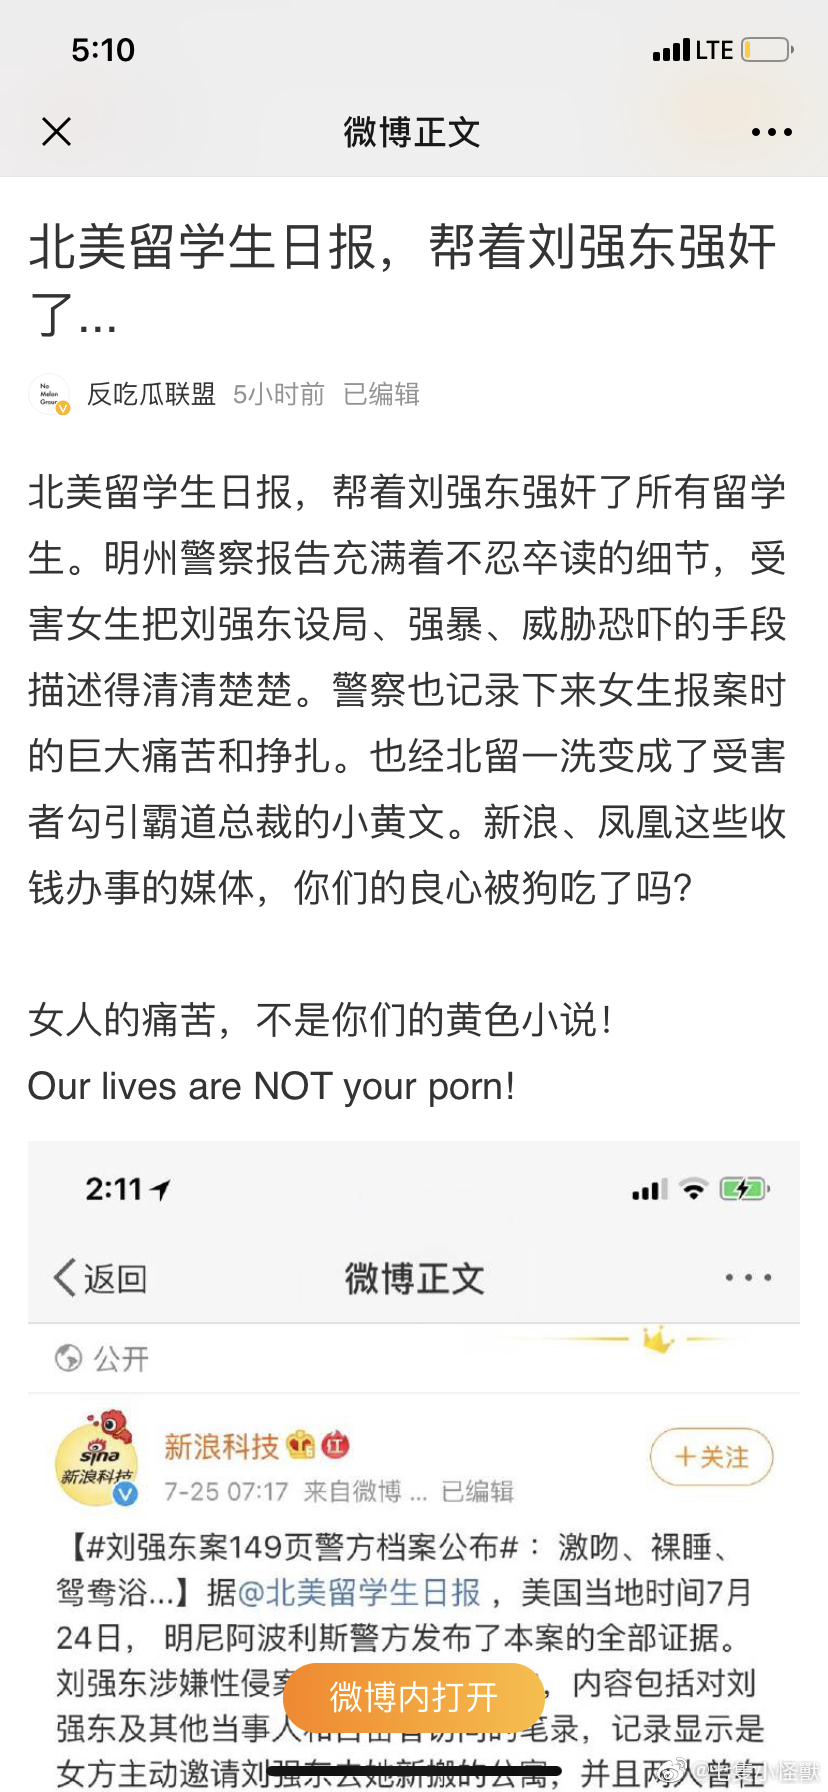 5:10 LTE
微博正文
北美留学生日报，帮着刘强东强奸
了...
No
Melon
Group
反吃瓜联盟 5小时前 已编辑
北美留学生日报，帮着刘强东强奸了所有留学
生。明州警察报告充满着不忍卒读的细节，受
害女生把刘强东设局、强暴、威胁恐吓的手段
描述得清清楚楚。警察也记录下来女生报案时
的巨大痛苦和挣扎。也经北留一洗变成了受害
者勾引霸道总裁的小黄文。新浪、凤凰这些收
钱办事的媒体，你们的良心被狗吃了吗？
女人的痛苦，不是你们的黄色小说！
Our lives are NOT your porn!
2:11
返回 微博正文
公开
sina
新浪科技
新浪科技 红
+关注
7-25 07:17 来自微博 ... 已编辑
【#刘强东案149页警方档案公布#：激吻、裸睡、
鸳鸯浴...】据@北美留学生日报，美国当地时间7月
24日，明尼阿波利斯警方发布了本案的全部证据。
刘强东涉嫌性侵案 ，内容包括对刘
微博内打开
强东及其他当事人 笔录，记录显示是
女方主动邀请刘强东去她新搬的公寓，并且两人曾在